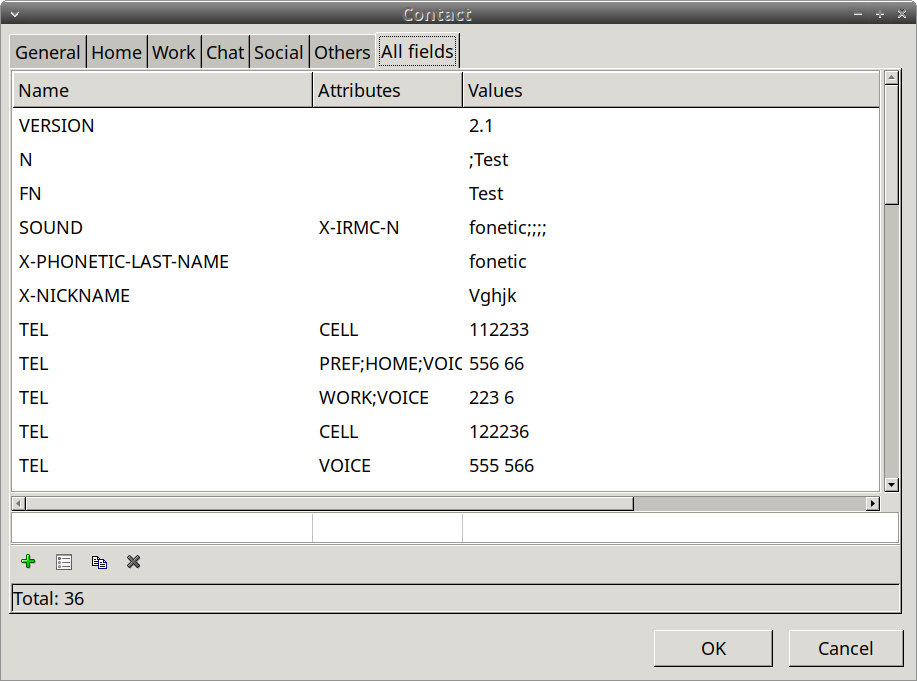 Contact
General Home Work Chat Social Others All fields
Name Attributes Values
VERSION 2.1
N ;Test
FN Test
SOUND X-IRMC-N fonetic;;;;
X-PHONETIC-LAST-NAME fonetic
X-NICKNAME Vghjk
TEL CELL 112233
TEL PREF;HOME;VOIC 556 66
TEL WORK;VOICE 223 6
TEL CELL 122236
TEL VOICE 555 566
Total: 36
OK Cancel